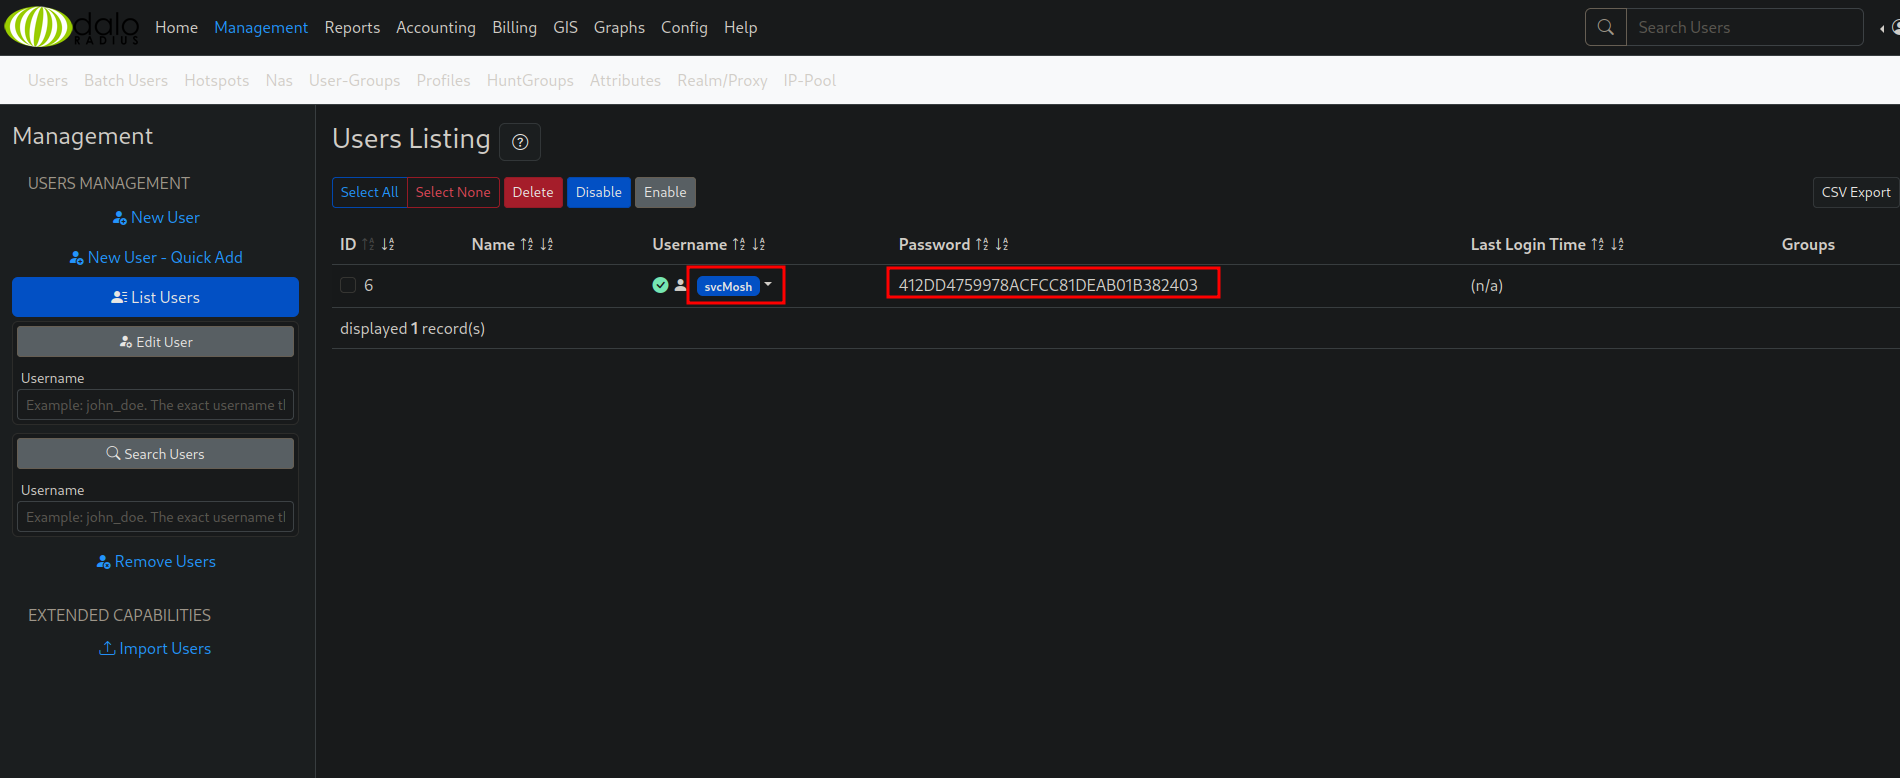 dalo
RADIUS
Home Management Reports Accounting Billing GIS Graphs Config Help
Search Users
Users Batch Users Hotspots Nas User-Groups Profiles HuntGroups Attributes Realm/Proxy IP-Pool
Management
USERS MANAGEMENT
New User
New User - Quick Add
List Users
Edit User
Username
Example: john_doe. The exact username tl
Search Users
Username
Example: john_doe. The exact username tl
Remove Users
EXTENDED CAPABILITIES
Import Users
Users Listing
Select All Select None Delete Disable Enable
CSV Export
ID Name Username Password Last Login Time Groups
6 svcMosh 412DD4759978ACFCC81DEAB01B382403 (n/a)
displayed 1 record(s)